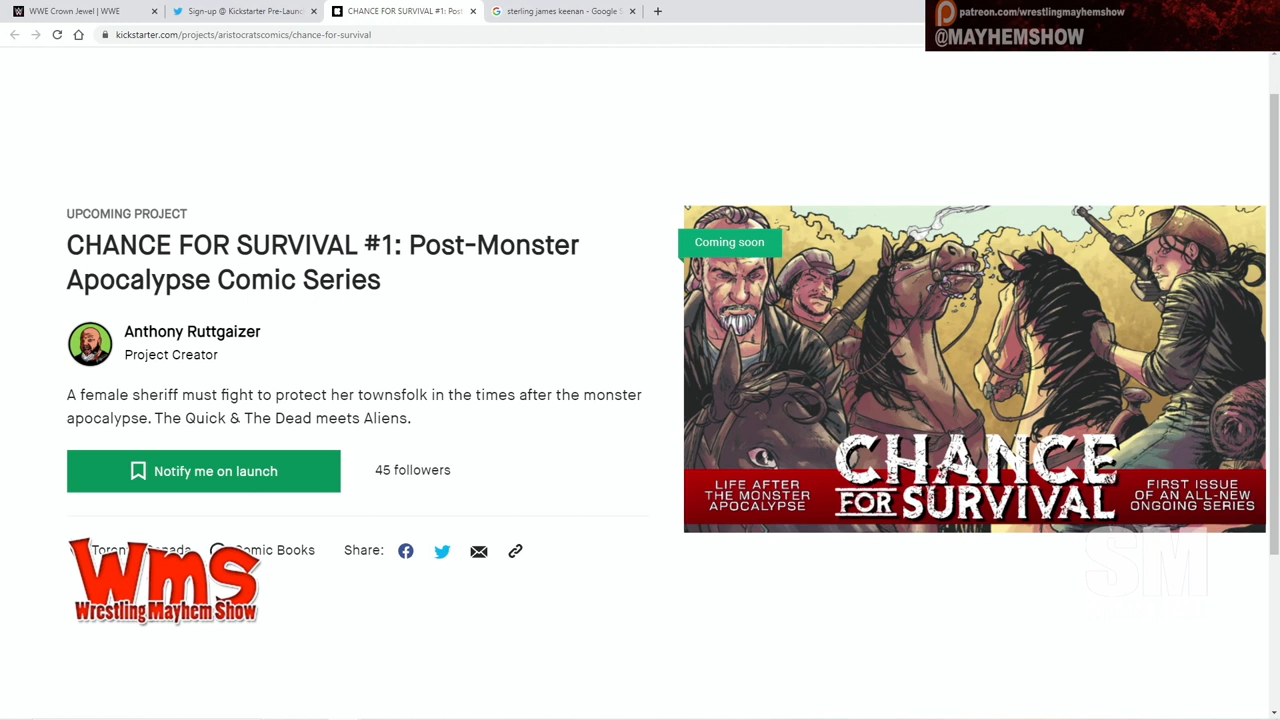 WWE Crown Jewel | WWE
Sign-up @ Kickstarter Pre-Launc
CHANCE FOR SURVIVAL #1: Post
sterling james keenan - Google S
kickstarter.com/projects/aristocratscomics/chance-for-survival
patreon.com/wrestlingmayhemshow
@MAYHEMSHOW
UPCOMING PROJECT
CHANCE FOR SURVIVAL #1: Post-Monster
Apocalypse Comic Series
Anthony Ruttgaizer
Project Creator
A female sheriff must fight to protect her townsfolk in the times after the monster
apocalypse. The Quick & The Dead meets Aliens.
Notify me on launch
45 followers
Comic Books
Share:
Coming soon
LIFE AFTER
THE MONSTER
APOCALYPSE
CHANCE
FOR SURVIVAL
FIRST ISSUE
OF AN ALL-NEW
ONGOING SERIES
wms
Wrestling Mayhem Show
SM